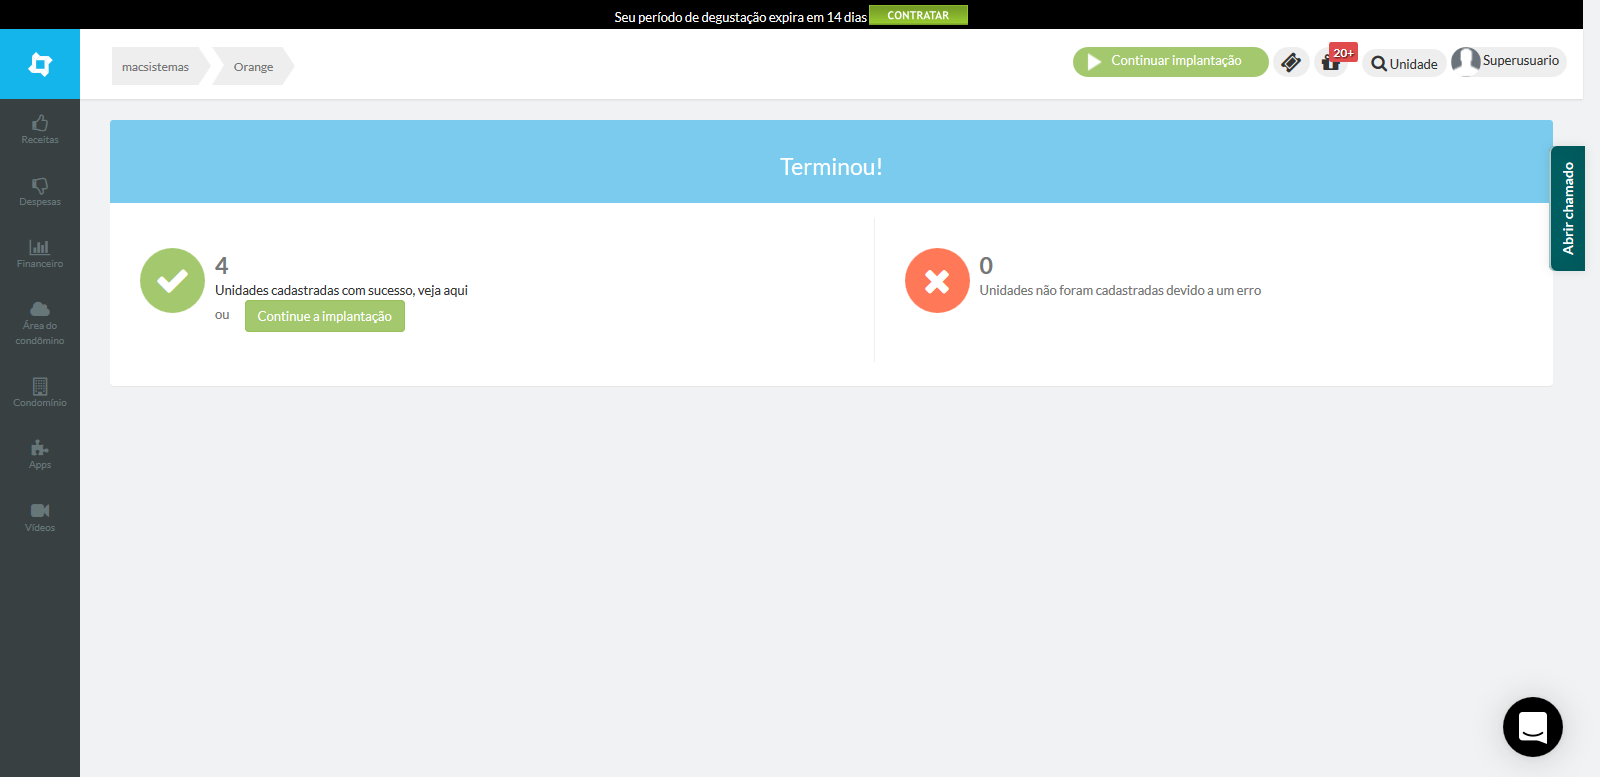 Seu período de degustação expira em 14 dias CONTRATAR
macsistemas Orange Continuar implantação 20+ Unidade Superusuario
Receitas
Despesas
Financeiro
Área do
condômino
Condomínio
Apps
Vídeos
Terminou!
4
Unidades cadastradas com sucesso, veja aqui
ou Continue a implantação
0
Unidades não foram cadastradas devido a um erro
Abrir chamado